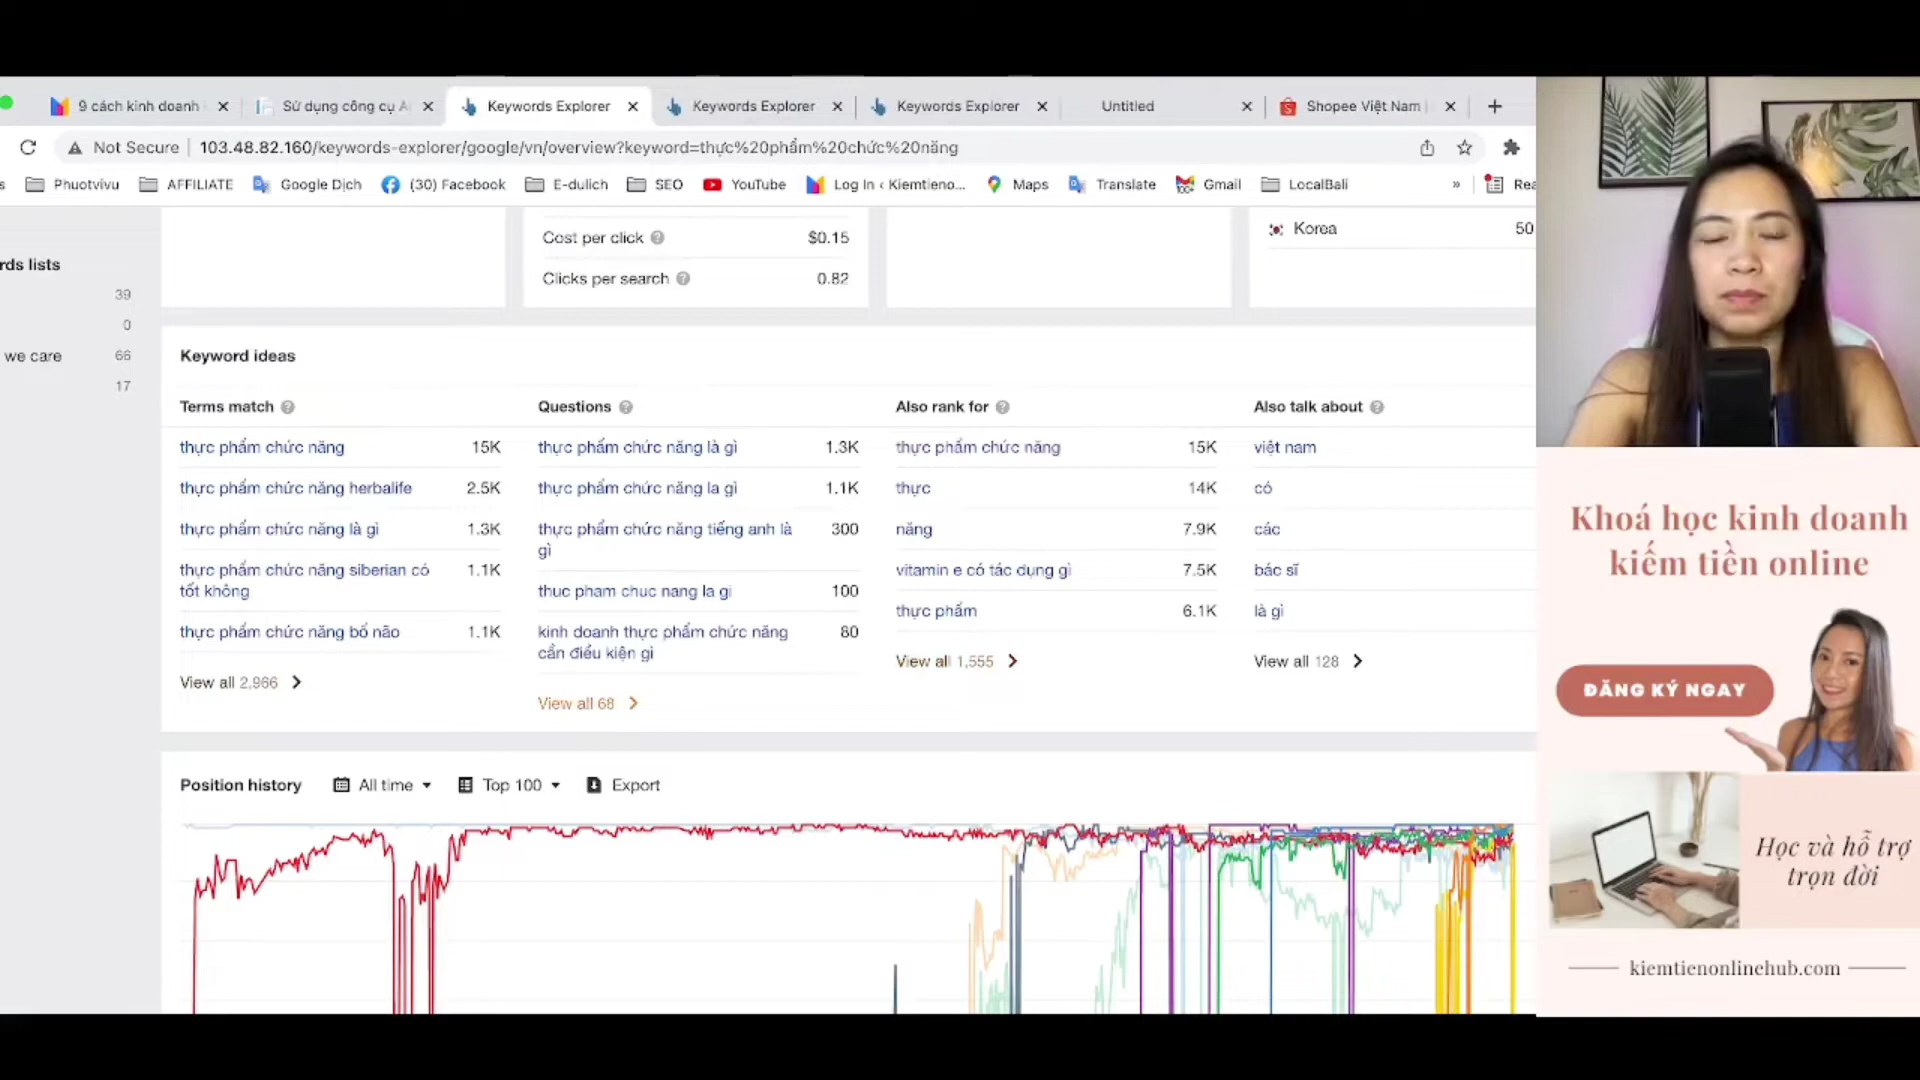 9 cách kinh doanh
Sử dụng công cụ A
Keywords Explorer
Keywords Explorer
Keywords Explorer
Untitled
Shopee Việt Nam
Not Secure
103.48.82.160/keywords-explorer/google/vn/overview?keyword=thực%20phẩm%20chức%20năng
s
Phuotvivu
AFFILIATE
Google Dịch
(30) Facebook
E-dulich
SEO
YouTube
Log In ‹ Kiemtieno...
Maps
Translate
Gmail
LocalBali
»
Rea
rds lists
39
0
we care 66
17
Cost per click $0.15
Clicks per search 0.82
Korea 50
Keyword ideas
Terms match
thực phẩm chức năng 15K
thực phẩm chức năng herbalife 2.5K
thực phẩm chức năng là gì 1.3K
thực phẩm chức năng siberian có 1.1K
tốt không
thực phẩm chức năng bổ não 1.1K
View all 2,966
Questions
thực phẩm chức năng là gì 1.3K
thực phẩm chức năng la gì 1.1K
thực phẩm chức năng tiếng anh là 300
gì
thuc pham chuc nang la gi 100
kinh doanh thực phẩm chức năng 80
cần điều kiện gì
View all 68
Also rank for
thực phẩm chức năng 15K
thực 14K
năng 7.9K
vitamin e có tác dụng gì 7.5K
thực phẩm 6.1K
View all 1,555
Also talk about
việt nam
có
các
bác sĩ
là gì
View all 128
Position history
All time
Top 100
Export
Khoá học kinh doanh
kiếm tiền online
ĐĂNG KÝ NGAY
Học và hỗ trợ
trọn đời
kiemtienonlinehub.com